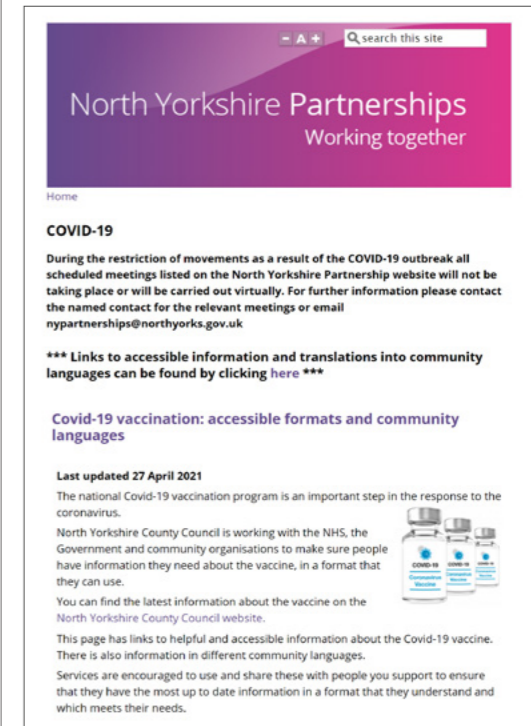 - A +
search this site
North Yorkshire Partnerships
Working together
Home
COVID-19
During the restriction of movements as a result of the COVID-19 outbreak all
scheduled meetings listed on the North Yorkshire Partnership website will not be
taking place or will be carried out virtually. For further information please contact
the named contact for the relevant meetings or email
nypartnerships@northyorks.gov.uk
*** Links to accessible information and translations into community
languages can be found by clicking here ***
Covid-19 vaccination: accessible formats and community
languages
Last updated 27 April 2021
The national Covid-19 vaccination program is an important step in the response to the
coronavirus.
North Yorkshire County Council is working with the NHS, the
Government and community organisations to make sure people
have information they need about the vaccine, in a format that
they can use.
You can find the latest information about the vaccine on the
North Yorkshire County Council website.
COVID-19
Coronavirus
Vaccine
COVID-19
Coronavirus
Vaccine
COVID-19
This page has links to helpful and accessible information about the Covid-19 vaccine.
There is also information in different community languages.
Services are encouraged to use and share these with people you support to ensure
that they have the most up to date information in a format that they understand and
which meets their needs.